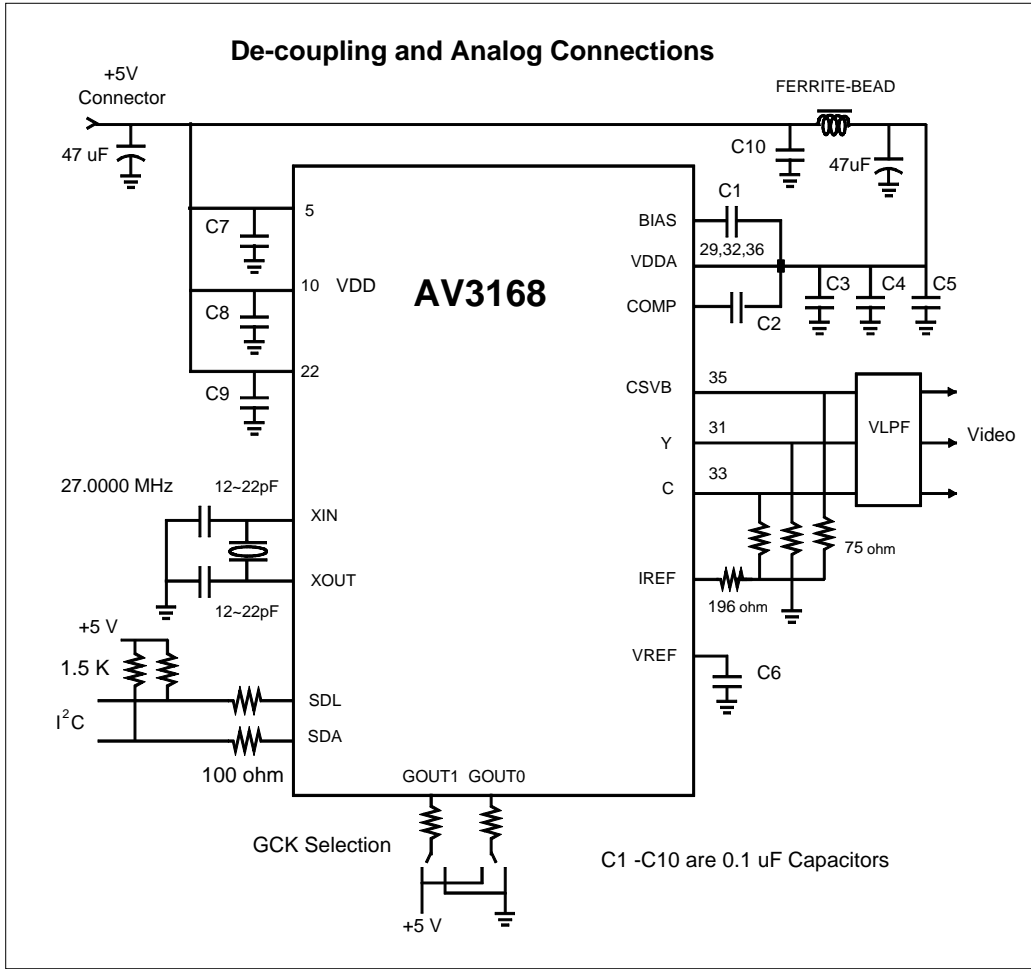 De-coupling and Analog Connections
+5V
Connector
FERRITE-BEAD
47 uF
C10
47uF
C1
5
BIAS
C7
29,32,36
VDDA
10
VDD
AV3168
C3
C4
C5
C8
COMP
C2
22
C9
CSVB
35
VLPF
Video
Y
31
C
33
27.0000 MHz
12~22pF
XIN
75 ohm
XOUT
IREF
12~22pF
196 ohm
+5 V
1.5 K
VREF
C6
SDL
I²C
SDA
100 ohm
GOUT1 GOUT0
GCK Selection
C1 -C10 are 0.1 uF Capacitors
+5 V